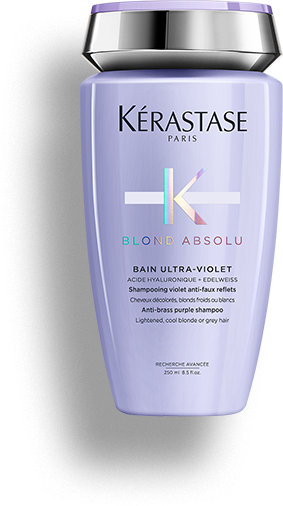 KÉRASTASE
PARIS
K
BLOND ABSOLU
BAIN ULTRA-VIOLET
ACIDE HYALURONIQUE + EDELWEISS
Shampooing violet anti-faux reflets
Cheveux décolorés, blonds froids ou blancs
Anti-brass purple shampoo
Lightened, cool blonde or grey hair
RECHERCHE AVANCÉE
250 ml 8.5 fl.oz.